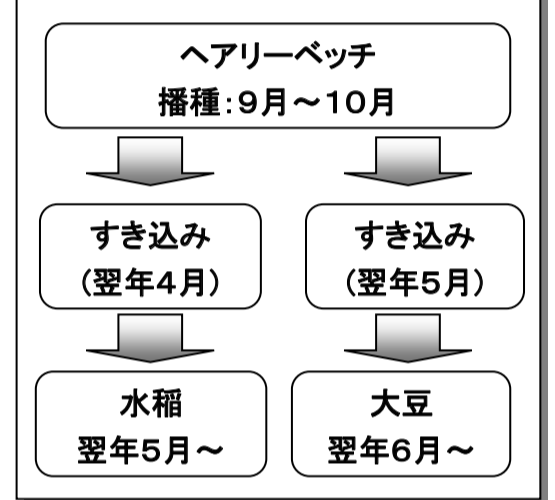 ヘアリーベッチ
播種:9月～10月
すき込み
(翌年4月)
すき込み
(翌年5月)
水稲
翌年5月～
大豆
翌年6月～